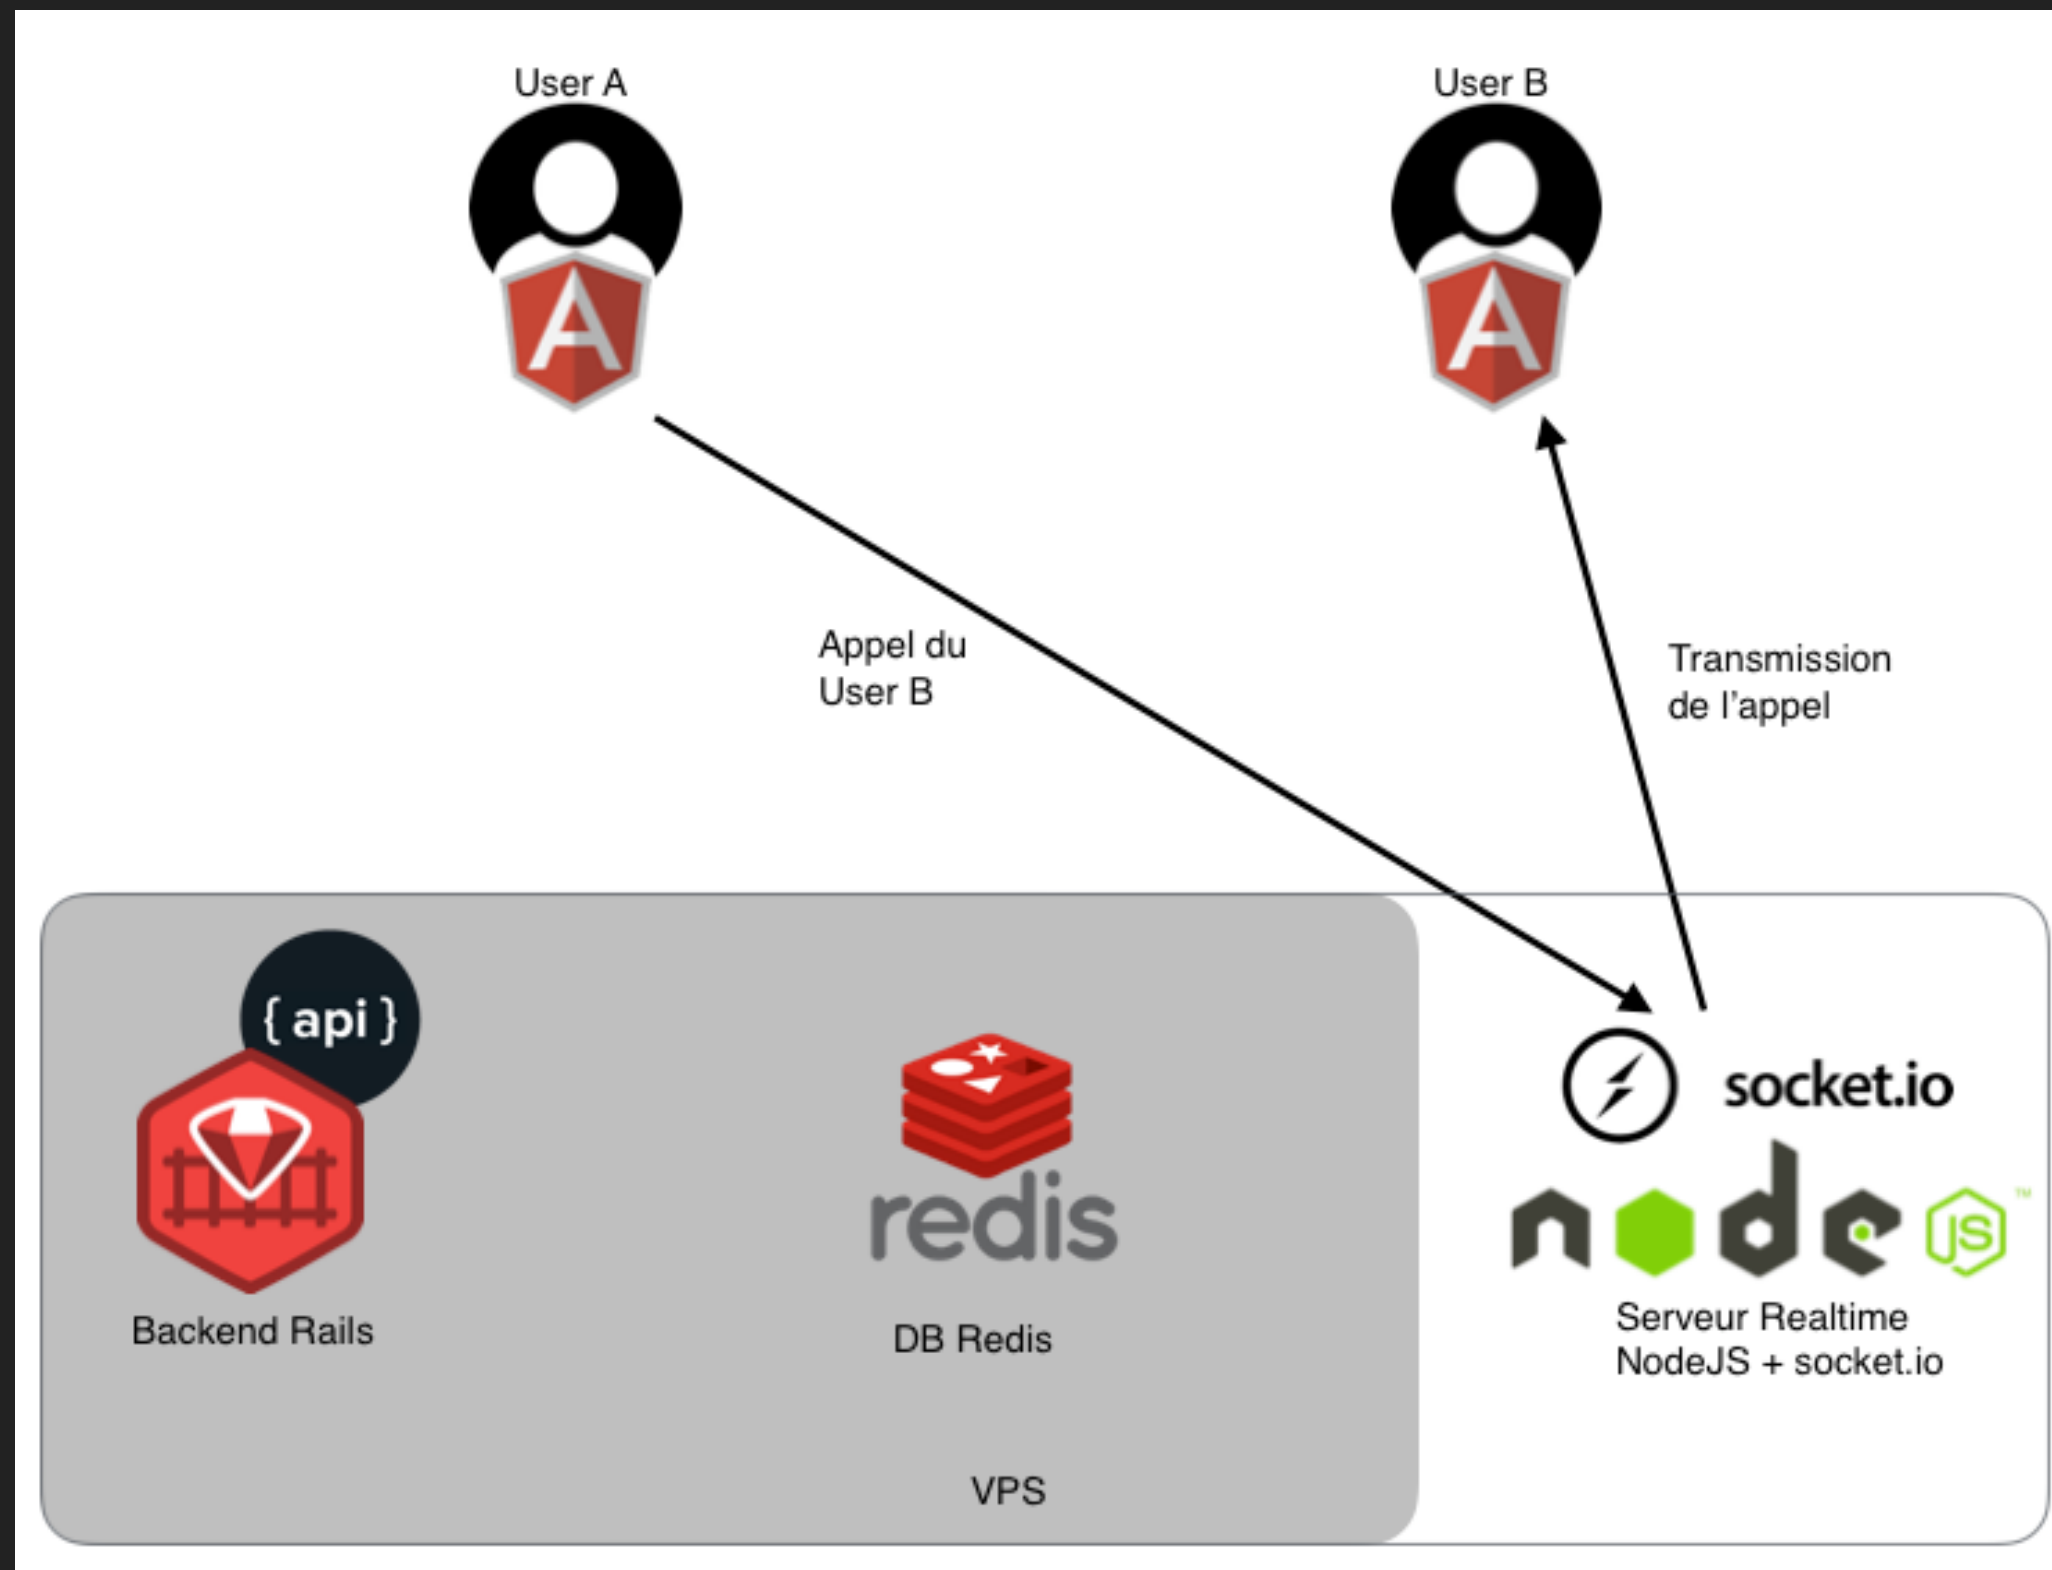 User A
User B
Appel du
User B
Transmission
de l'appel
{ api }
socket.io
redis
node JS ™
Backend Rails
DB Redis
Serveur Realtime
NodeJS + socket.io
VPS